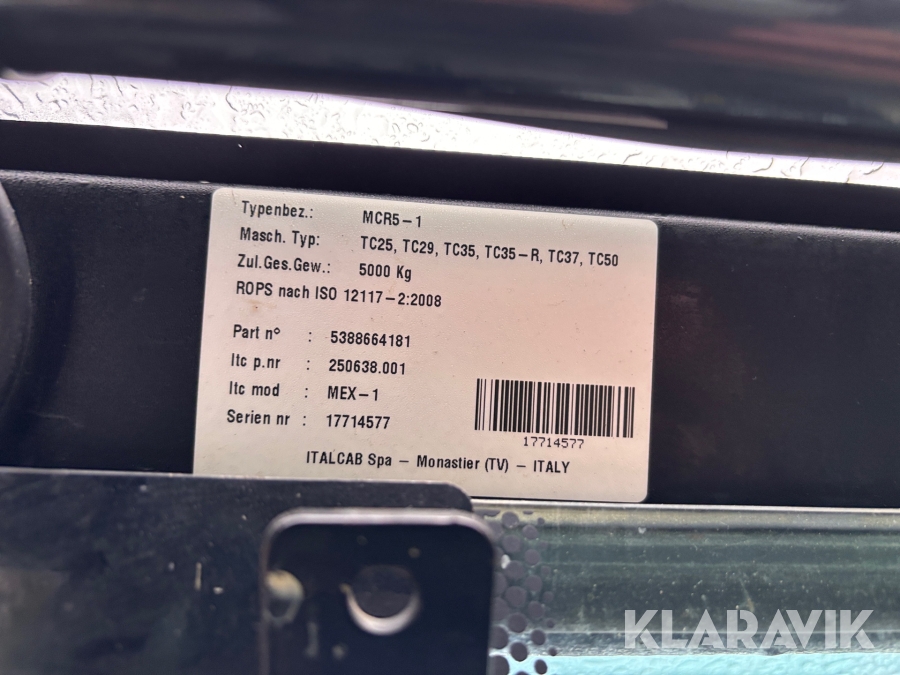 Typenbez.: MCR5-1
Masch. Typ: TC25, TC29, TC35, TC35-R, TC37, TC50
Zul.Ges.Gew.: 5000 Kg
ROPS nach ISO 12117-2:2008
Part n° : 5388664181
Itc p.nr : 250638.001
Itc mod : MEX-1
Serien nr : 17714577
17714577
ITALCAB Spa - Monastier (TV) - ITALY
KLARAVIK